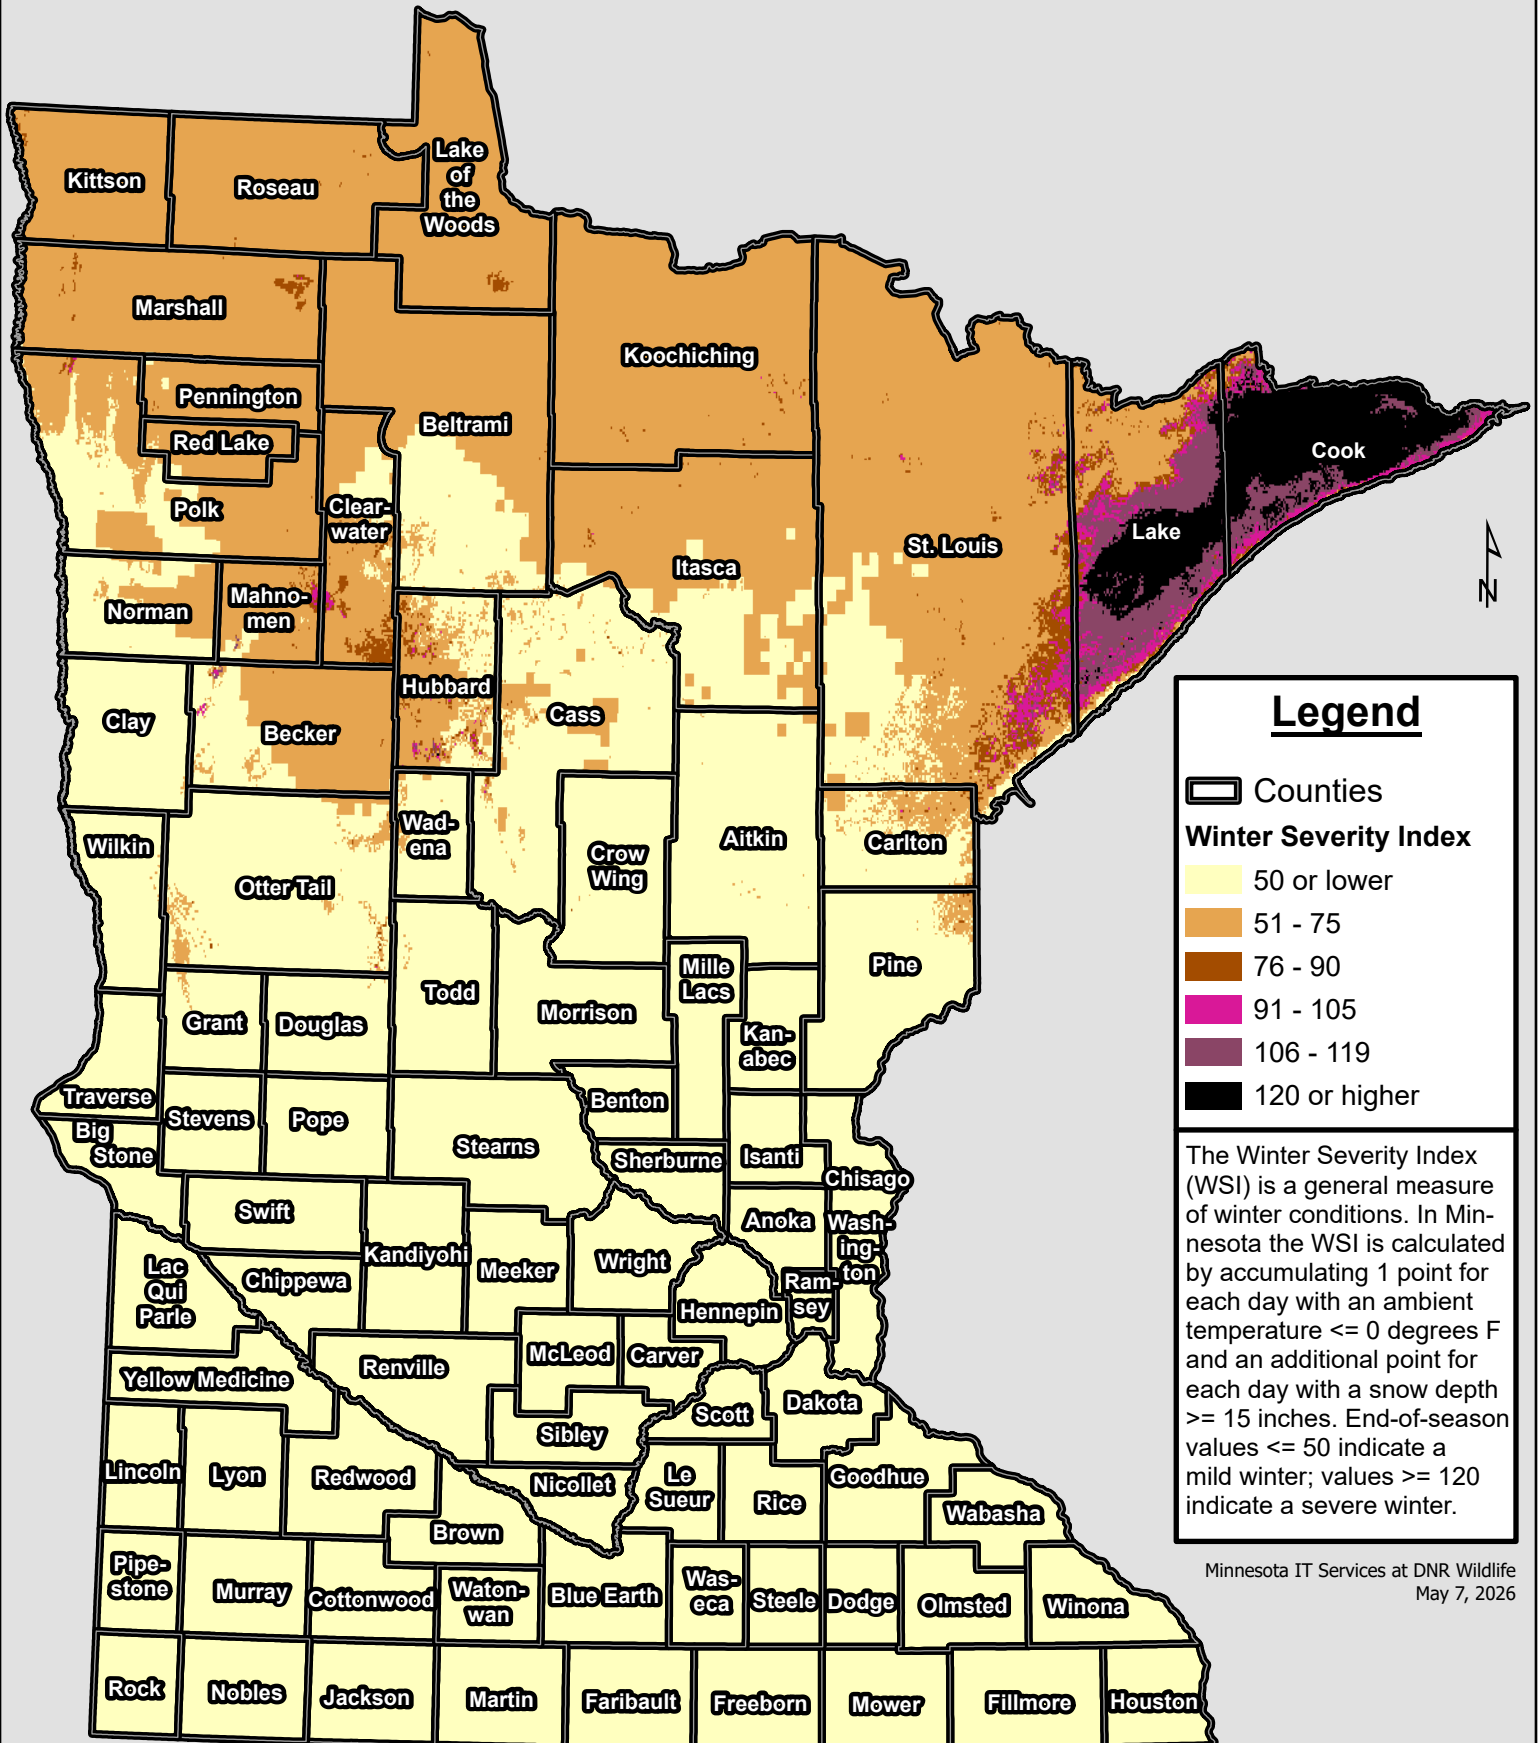 Lake
of
the
Woods
Kittson
Roseau
Marshall
Koochiching
Pennington
Beltrami
Red Lake
Cook
Polk
Clear-
water
Lake
St. Louis
Itasca
Norman
Mahno-
men
Hubbard
Clay
Cass
Becker
Wilkin
Wad-
ena
Aitkin
Carlton
Crow
Wing
Otter Tail
Pine
Mille
Lacs
Todd
Morrison
Grant
Douglas
Kan-
abec
Traverse
Benton
Stevens
Pope
Big
Stone
Stearns
Sherburne
Isanti
Chisago
Swift
Anoka
Wash-
ing-
ton
Kandiyohi
Meeker
Wright
Lac
Qui
Parle
Chippewa
Ram-
sey
Hennepin
McLeod
Carver
Renville
Yellow Medicine
Scott
Dakota
Sibley
Lincoln
Lyon
Redwood
Nicollet
Le
Sueur
Rice
Goodhue
Wabasha
Brown
Pipe-
stone
Murray
Cottonwood
Waton-
wan
Blue Earth
Was-
eca
Steele
Dodge
Olmsted
Winona
Rock
Nobles
Jackson
Martin
Faribault
Freeborn
Mower
Fillmore
Houston
N
Legend
Counties
Winter Severity Index
50 or lower
51 - 75
76 - 90
91 - 105
106 - 119
120 or higher
The Winter Severity Index
(WSI) is a general measure
of winter conditions. In Min-
nesota the WSI is calculated
by accumulating 1 point for
each day with an ambient
temperature <= 0 degrees F
and an additional point for
each day with a snow depth
>= 15 inches. End-of-season
values <= 50 indicate a
mild winter; values >= 120
indicate a severe winter.
Minnesota IT Services at DNR Wildlife
May 7, 2026